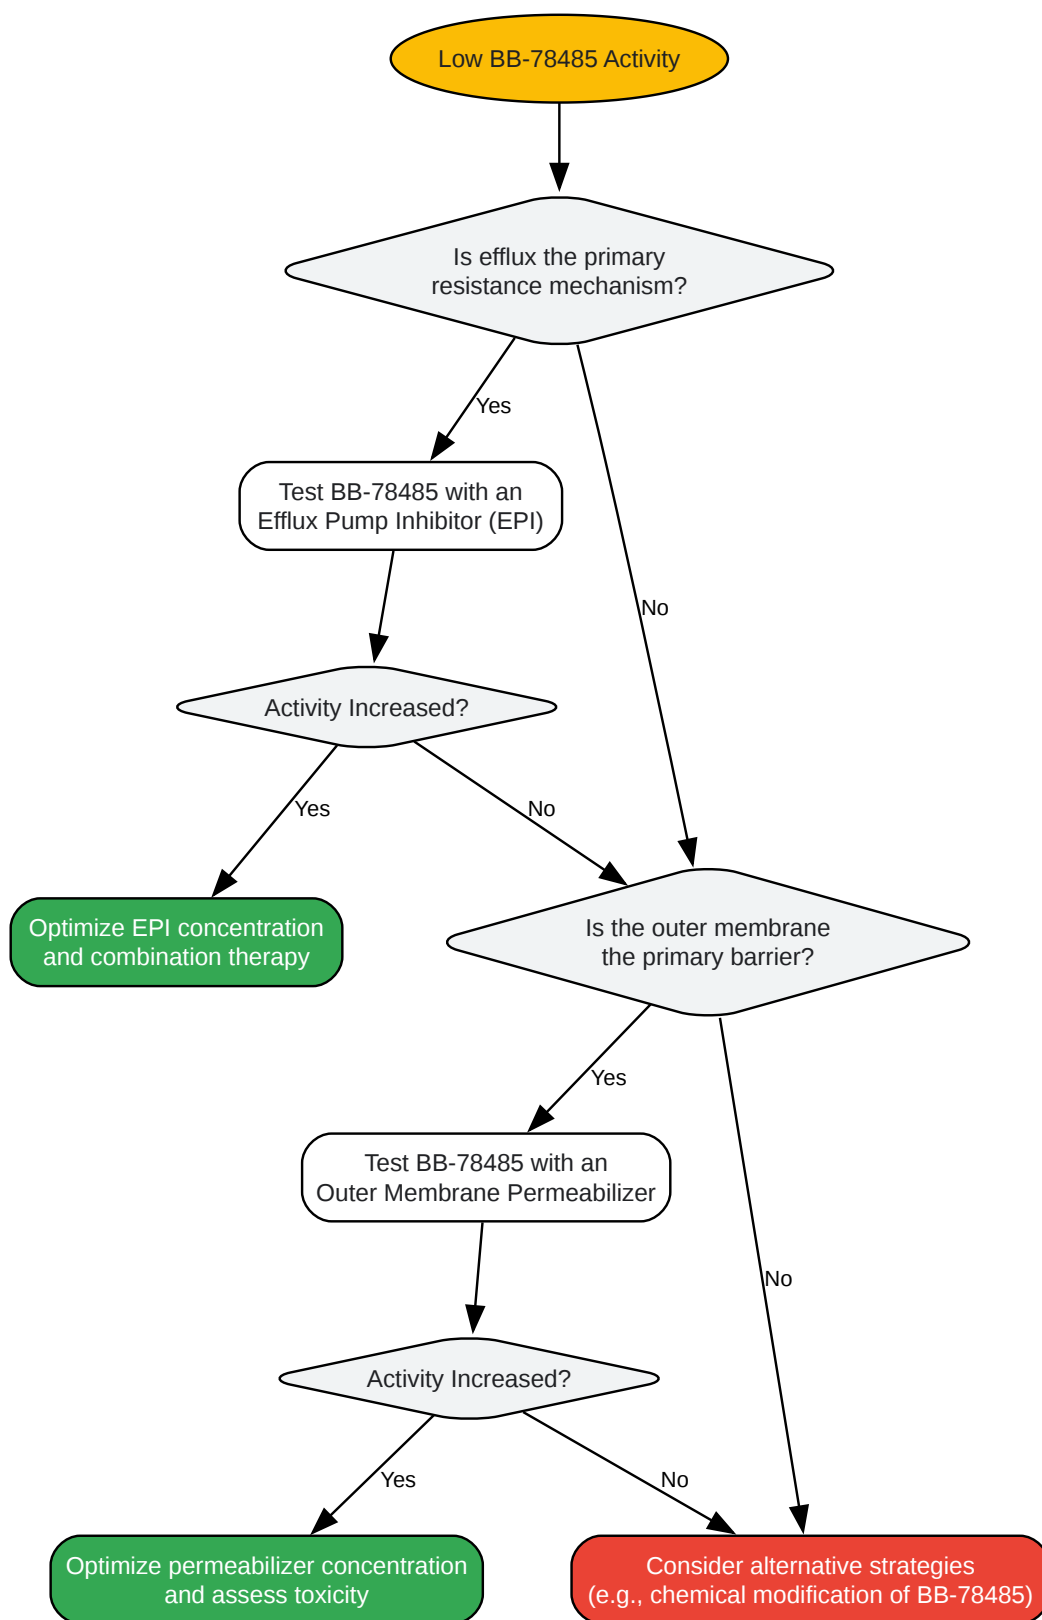 Low BB-78485 Activity
Is efflux the primary
resistance mechanism?
Yes
Test BB-78485 with an
Efflux Pump Inhibitor (EPI)
No
Activity Increased?
Yes
No
Optimize EPI concentration
and combination therapy
Is the outer membrane
the primary barrier?
Yes
Test BB-78485 with an
Outer Membrane Permeabilizer
No
Activity Increased?
Yes
No
Optimize permeabilizer concentration
and assess toxicity
Consider alternative strategies
(e.g., chemical modification of BB-78485)